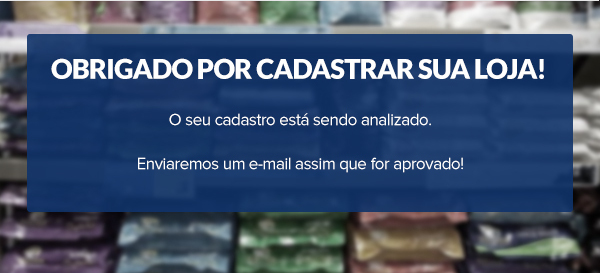 OBRIGADO POR CADASTRAR SUA LOJA!
O seu cadastro está sendo analizado.
Enviaremos um e-mail assim que for aprovado!